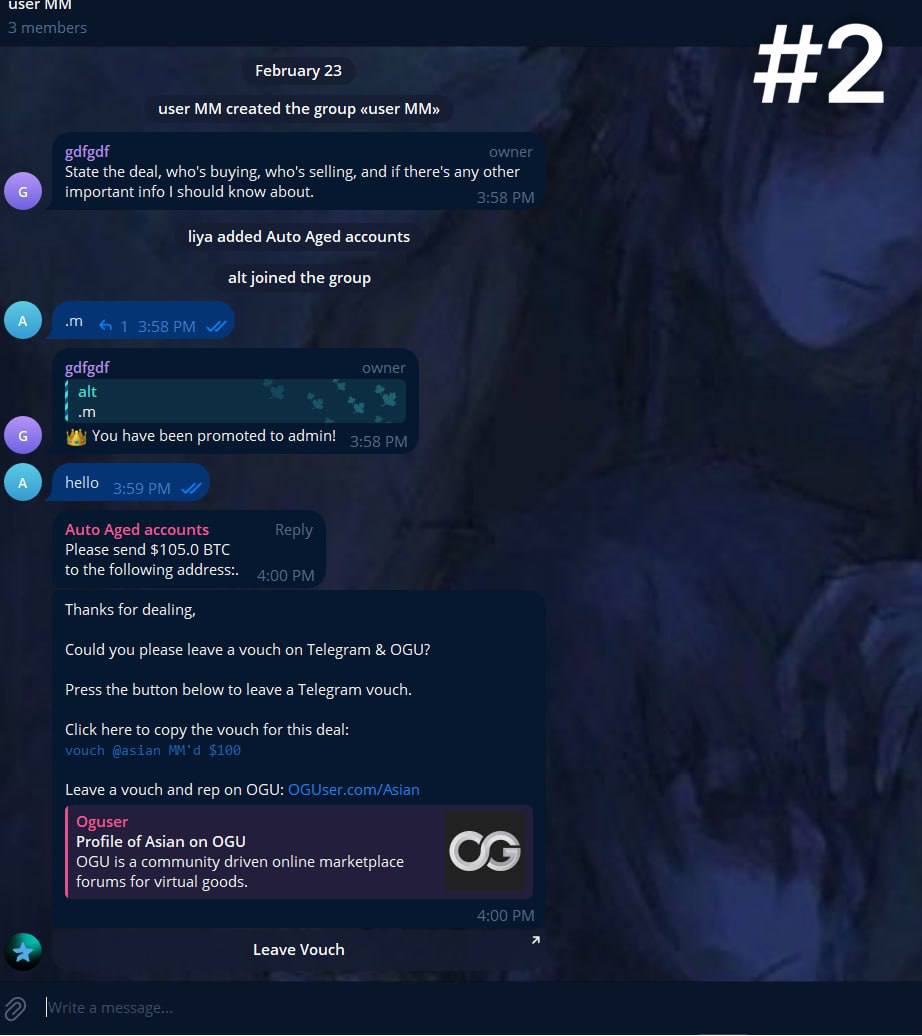 user MM
3 members
#2
February 23
user MM created the group «user MM»
gdfgdf owner
State the deal, who's buying, who's selling, and if there's any other
important info I should know about. 3:58 PM
G
liya added Auto Aged accounts
alt joined the group
A
.m 1 3:58 PM
gdfgdf owner
alt
.m
G
You have been promoted to admin! 3:58 PM
A
hello 3:59 PM
Auto Aged accounts Reply
Please send $105.0 BTC
to the following address:. 4:00 PM
Thanks for dealing,
Could you please leave a vouch on Telegram & OGU?
Press the button below to leave a Telegram vouch.
Click here to copy the vouch for this deal:
vouch @asian MM'd $100
Leave a vouch and rep on OGU: OGUser.com/Asian
Oguser
Profile of Asian on OGU
OGU is a community driven online marketplace
forums for virtual goods.
OG
4:00 PM
Leave Vouch
Write a message...